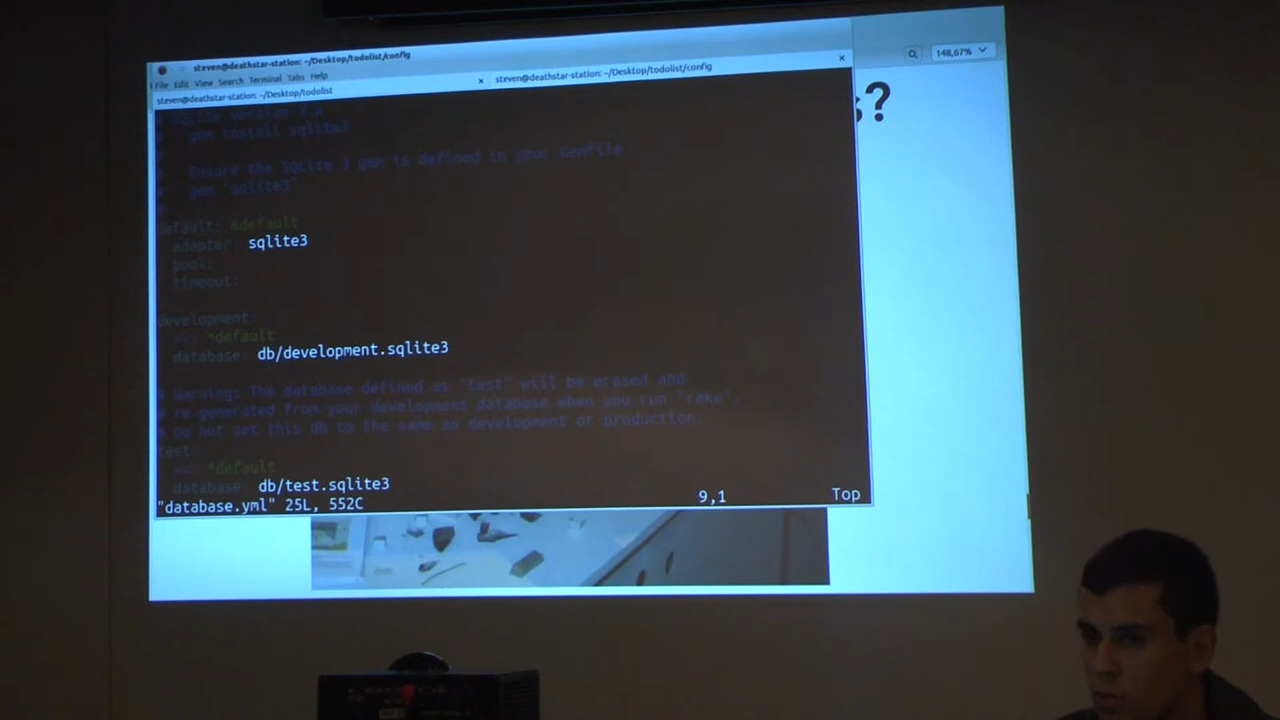 steven@deathstar-station: ~/Desktop/todolist/config
File Edit View Search Terminal Tabs Help
steven@deathstar-station: ~/Desktop/todolist × steven@deathstar-station: ~/Desktop/todolist/config ×
148,67%
s?
# SQLite version 3.x
# gem install sqlite3
#
# Ensure the SQLite 3 gem is defined in your Gemfile
# gem 'sqlite3'
#
default: &default
adapter: sqlite3
pool:
timeout:
development:
<<: *default
database: db/development.sqlite3
# Warning: The database defined as "test" will be erased and
# re-generated from your development database when you run "rake".
# Do not set this db to the same as development or production.
test:
<<: *default
database: db/test.sqlite3
"database.yml" 25L, 552C 9,1 Top